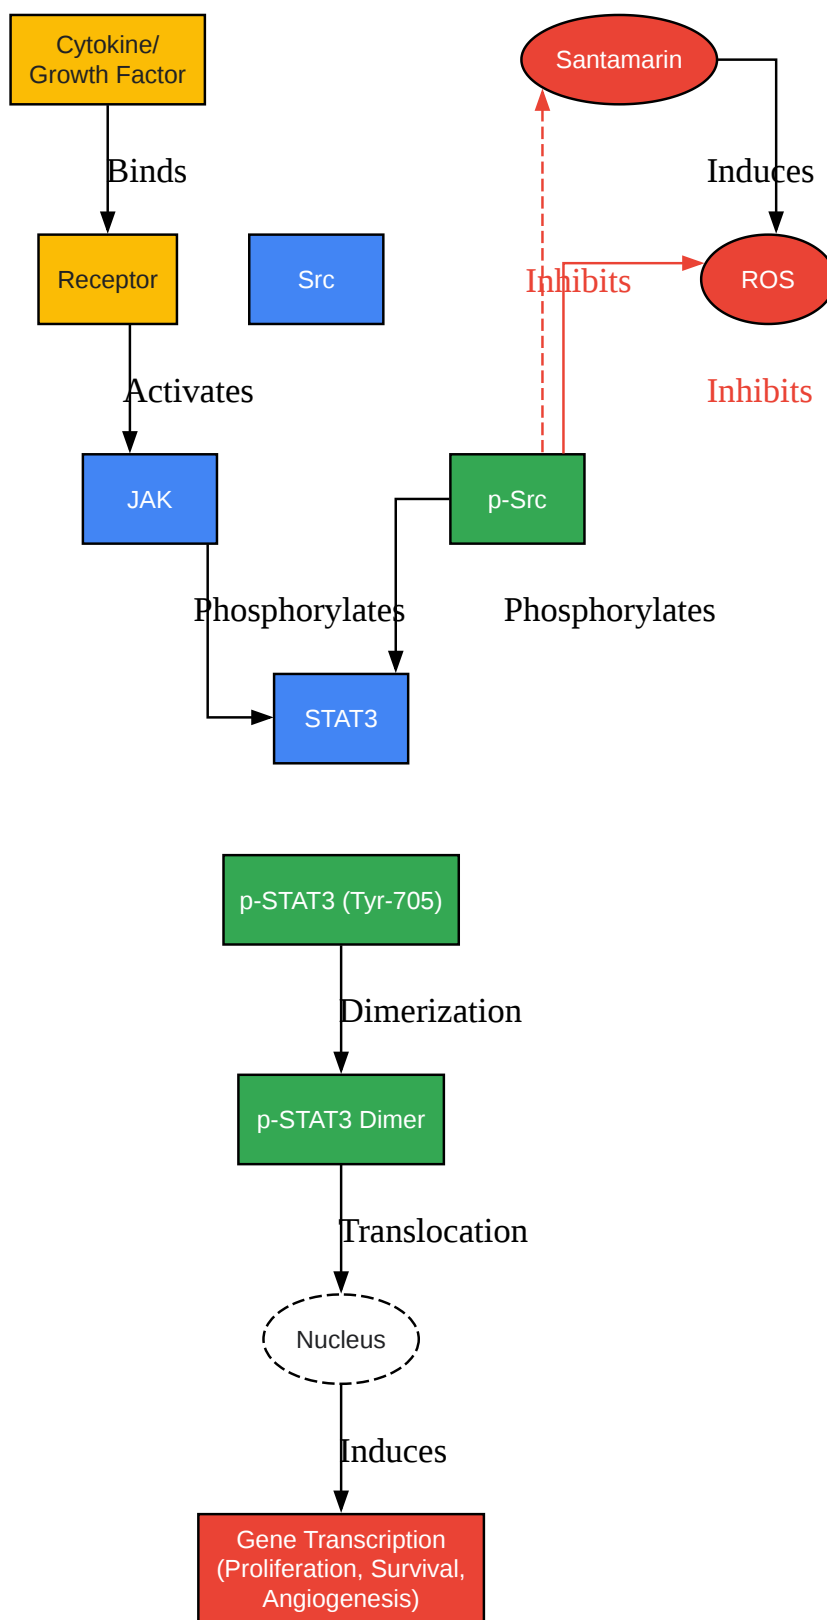 Cytokine/
Growth Factor
Santamarin
Binds
Induces
Receptor
Src
Inhibits
ROS
Activates
Inhibits
JAK
p-Src
Phosphorylates
Phosphorylates
STAT3
p-STAT3 (Tyr-705)
Dimerization
p-STAT3 Dimer
Translocation
Nucleus
Induces
Gene Transcription
(Proliferation, Survival,
Angiogenesis)